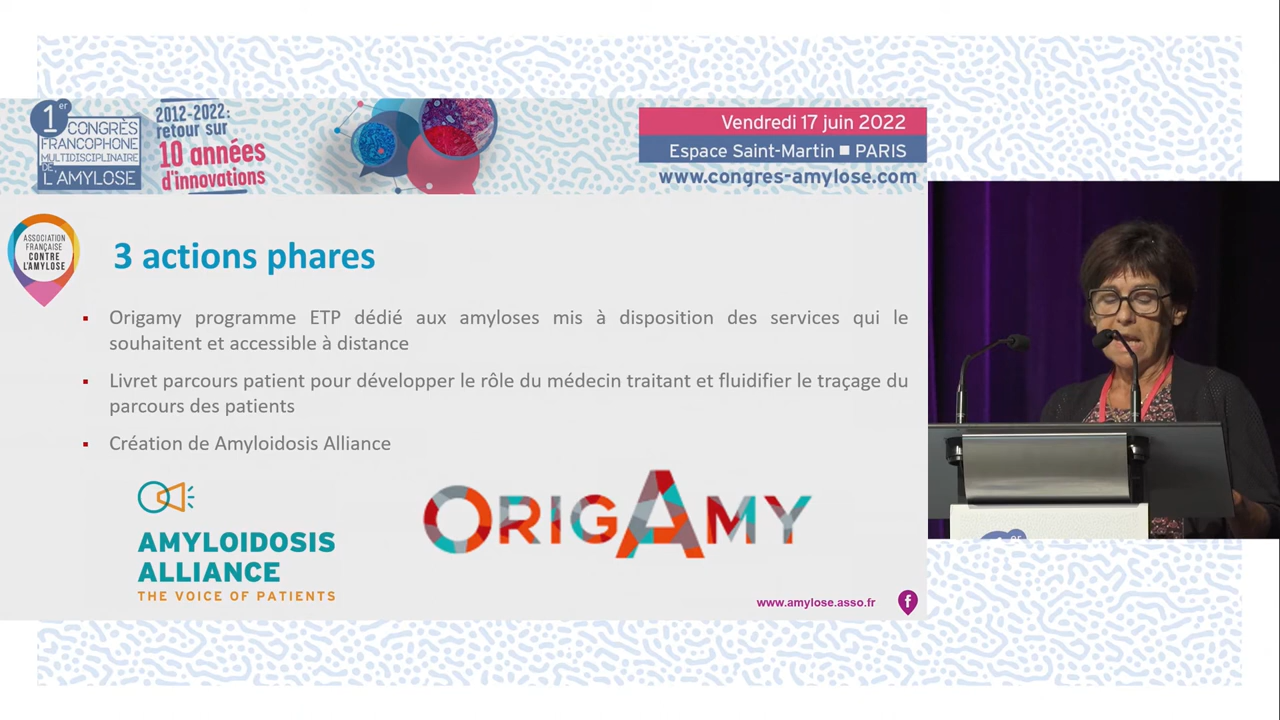 1er
CONGRÈS
FRANCOPHONE
MULTIDISCIPLINAIRE
DE
L'AMYLOSE
2012-2022:
retour sur
10 années
d'innovations
Vendredi 17 juin 2022
Espace Saint-Martin ■ PARIS
www.congres-amylose.com
ASSOCIATION
FRANÇAISE
CONTRE
L'AMYLOSE
3 actions phares
▪ Origamy programme ETP dédié aux amyloses mis à disposition des services qui le
souhaitent et accessible à distance
▪ Livret parcours patient pour développer le rôle du médecin traitant et fluidifier le traçage du
parcours des patients
▪ Création de Amyloidosis Alliance
AMYLOIDOSIS
ALLIANCE
THE VOICE OF PATIENTS
ORIGAMY
www.amylose.asso.fr
f
er